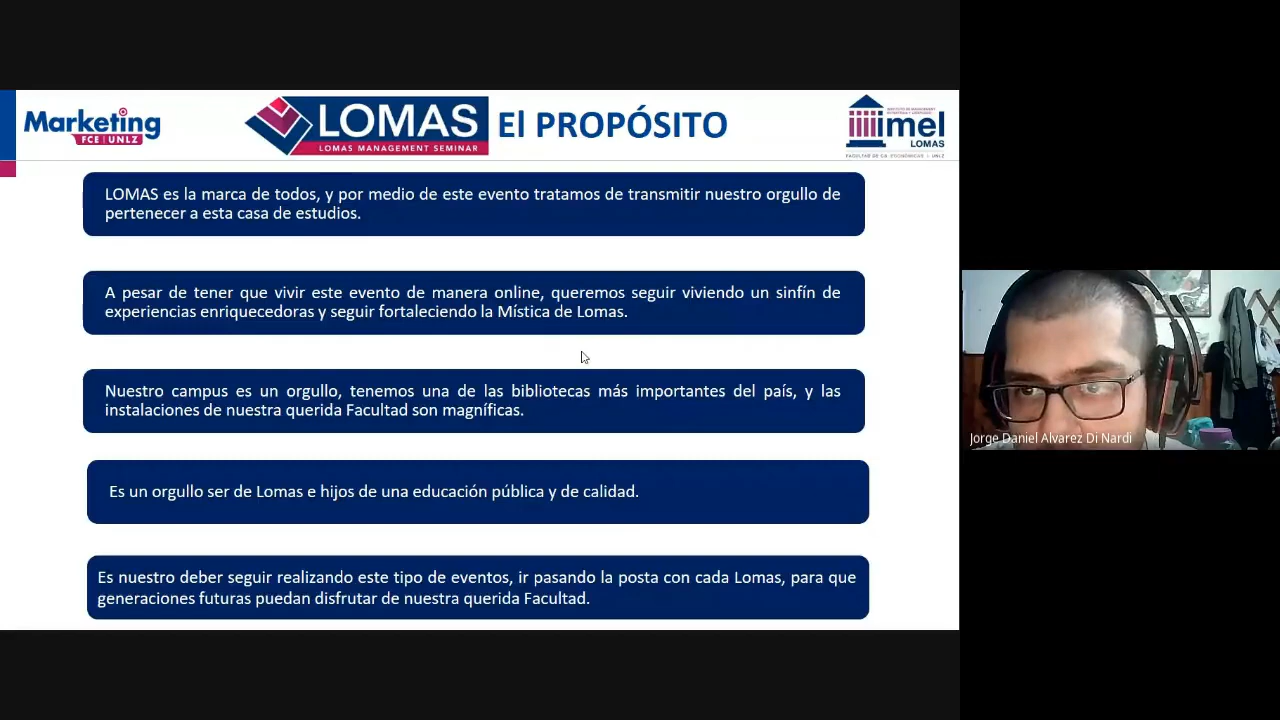 Marketing
FCE | UNLZ
LOMAS
LOMAS MANAGEMENT SEMINAR
El PROPÓSITO
imel
LOMAS
LOMAS es la marca de todos, y por medio de este evento tratamos de transmitir nuestro orgullo de
pertenecer a esta casa de estudios.
A pesar de tener que vivir este evento de manera online, queremos seguir viviendo un sinfín de
experiencias enriquecedoras y seguir fortaleciendo la Mística de Lomas.
Nuestro campus es un orgullo, tenemos una de las bibliotecas más importantes del país, y las
instalaciones de nuestra querida Facultad son magníficas.
Es un orgullo ser de Lomas e hijos de una educación pública y de calidad.
Es nuestro deber seguir realizando este tipo de eventos, ir pasando la posta con cada Lomas, para que
generaciones futuras puedan disfrutar de nuestra querida Facultad.
Jorge Daniel Alvarez Di Nardi